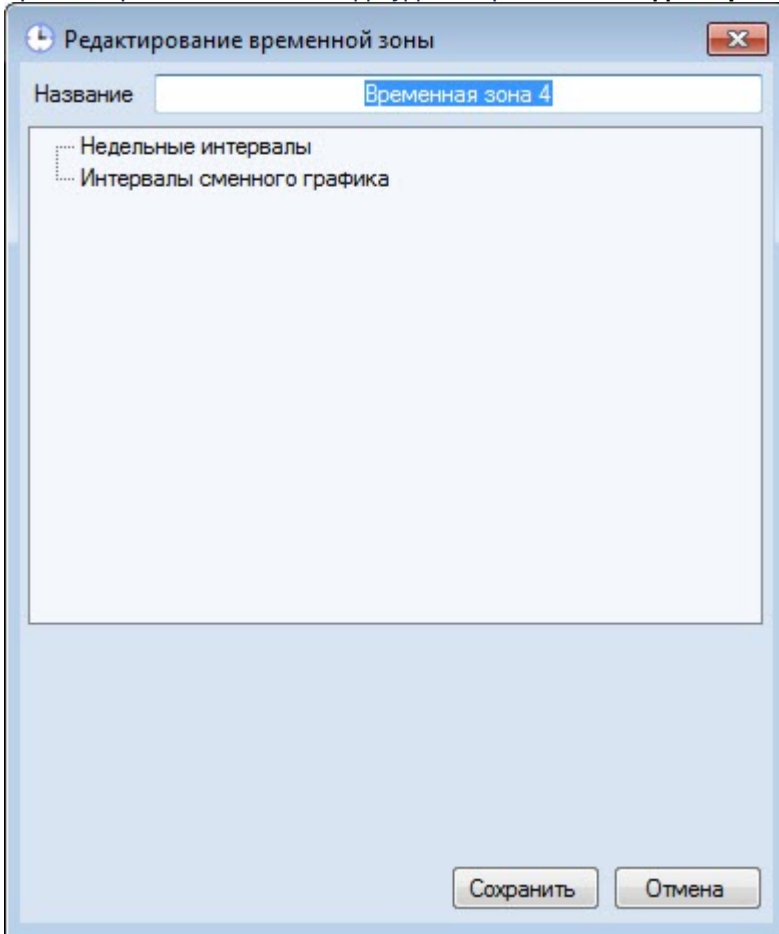 Редактирование временной зоны
Название Временная зона 4
Недельные интервалы
Интервалы сменного графика
Сохранить Отмена